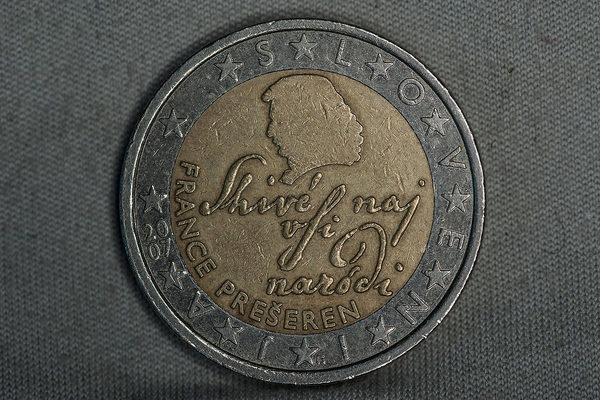 SLOVENIJA
Shivé naj
vsi
naródi
FRANCE PREŠEREN
2007